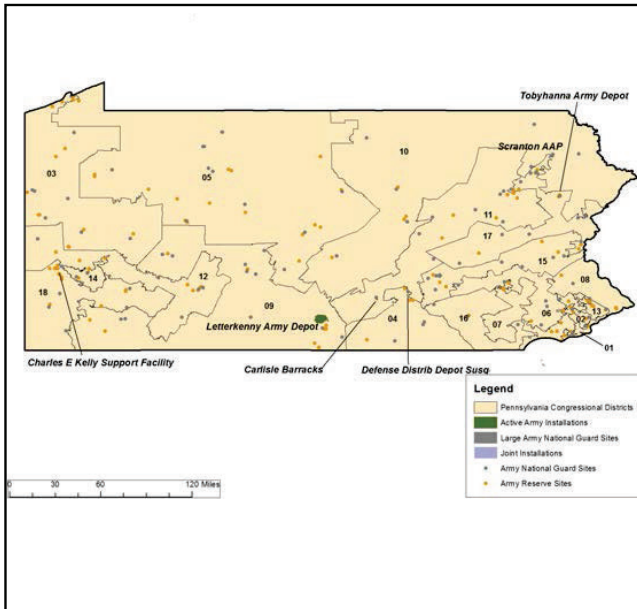 Tobyhanna Army Depot
Scranton AAP
10
03
05
11
17
15
14
12
08
18
09
Letterkenny Army Depot
04
16
07
06
13
02
01
Charles E Kelly Support Facility
Carlisle Barracks
Defense Distrib Depot Susq
Legend
Pennsylvania Congressional Districts
Active Army Installations
Large Army National Guard Sites
Joint Installations
Army National Guard Sites
Army Reserve Sites
0 30 60 120 Miles